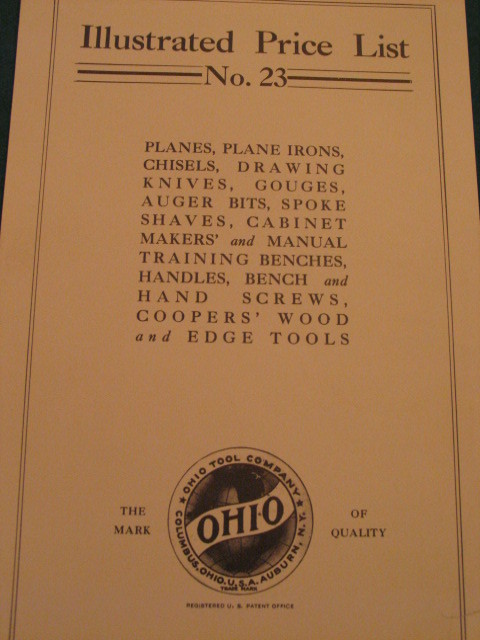 Illustrated Price List
No. 23
PLANES, PLANE IRONS,
CHISELS, DRAWING
KNIVES, GOUGES,
AUGER BITS, SPOKE
SHAVES, CABINET
MAKERS' and MANUAL
TRAINING BENCHES,
HANDLES, BENCH and
HAND SCREWS,
COOPERS' WOOD
and EDGE TOOLS
THE
MARK
★ OHIO TOOL COMPANY ★
OHIO
COLUMBUS, OHIO, U.S.A. AUBURN, N.Y.
TRADE MARK
OF
QUALITY
REGISTERED U. S. PATENT OFFICE